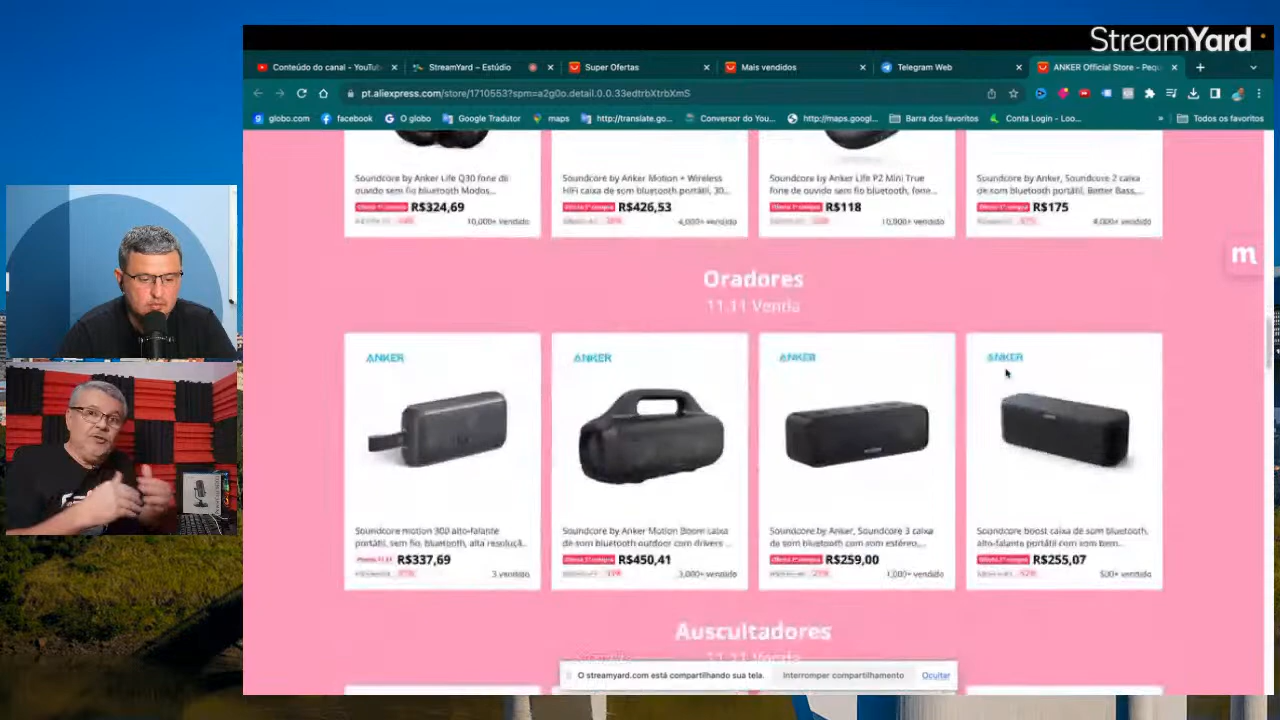 StreamYard
Conteúdo do canal - YouTub
StreamYard – Estúdio
Super Ofertas
Mais vendidos
Telegram Web
ANKER Official Store - Pequ
pt.aliexpress.com/store/1710553?spm=a2g0o.detail.0.0.33edtrbXtrbXmS
globo.com
facebook
O globo
Google Tradutor
maps
http://translate.go...
Conversor do You...
http://maps.googl...
Barra dos favoritos
Conta Login - Loo...
»
Todos os favoritos
Soundcore by Anker Life Q30 fone de
ouvido sem fio bluetooth Modos...
R$324,69
10,000+ vendido
Soundcore by Anker Motion + Wireless
HiFi caixa de som bluetooth portátil, 30...
R$426,53
4,000+ vendido
Soundcore by Anker Life P2 Mini True
fone de ouvido sem fio bluetooth, fone...
R$118
10,000+ vendido
Soundcore by Anker, Soundcore 2 caixa
de som bluetooth portátil, Better Bass,...
R$175
4,000+ vendido
m
Oradores
11.11 Venda
ANKER
ANKER
ANKER
ANKER
Soundcore motion 300 alto-falante
portátil, sem fio, bluetooth, alta resoluçã...
R$337,69
3 vendido
Soundcore by Anker Motion Boom caixa
de som bluetooth outdoor com drivers ...
R$450,41
3,000+ vendido
Soundcore by Anker, Soundcore 3 caixa
de som bluetooth com som estéreo,...
R$259,00
1,000+ vendido
Soundcore boost caixa de som bluetooth,
alto-falante portátil com som bem...
R$255,07
500+ vendido
Auscultadores
11.11 Venda
O streamyard.com está compartilhando sua tela.
Interromper compartilhamento
Ocultar